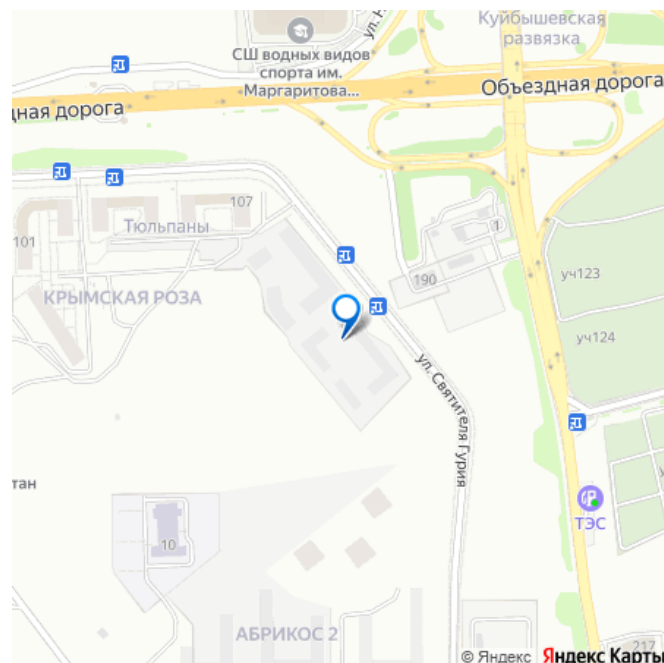 Куйбышевская
развязка
СШ водных видов
спорта им.
Маргаритова...
Объездная дорога
дная дорога
107
Тюльпаны
101
1
190
уч123
КРЫМСКАЯ РОЗА
уч124
ул. Святителя Гурия
тан
ТЭС
10
АБРИКОС 2
217
© Яндекс
Яндекс Карты